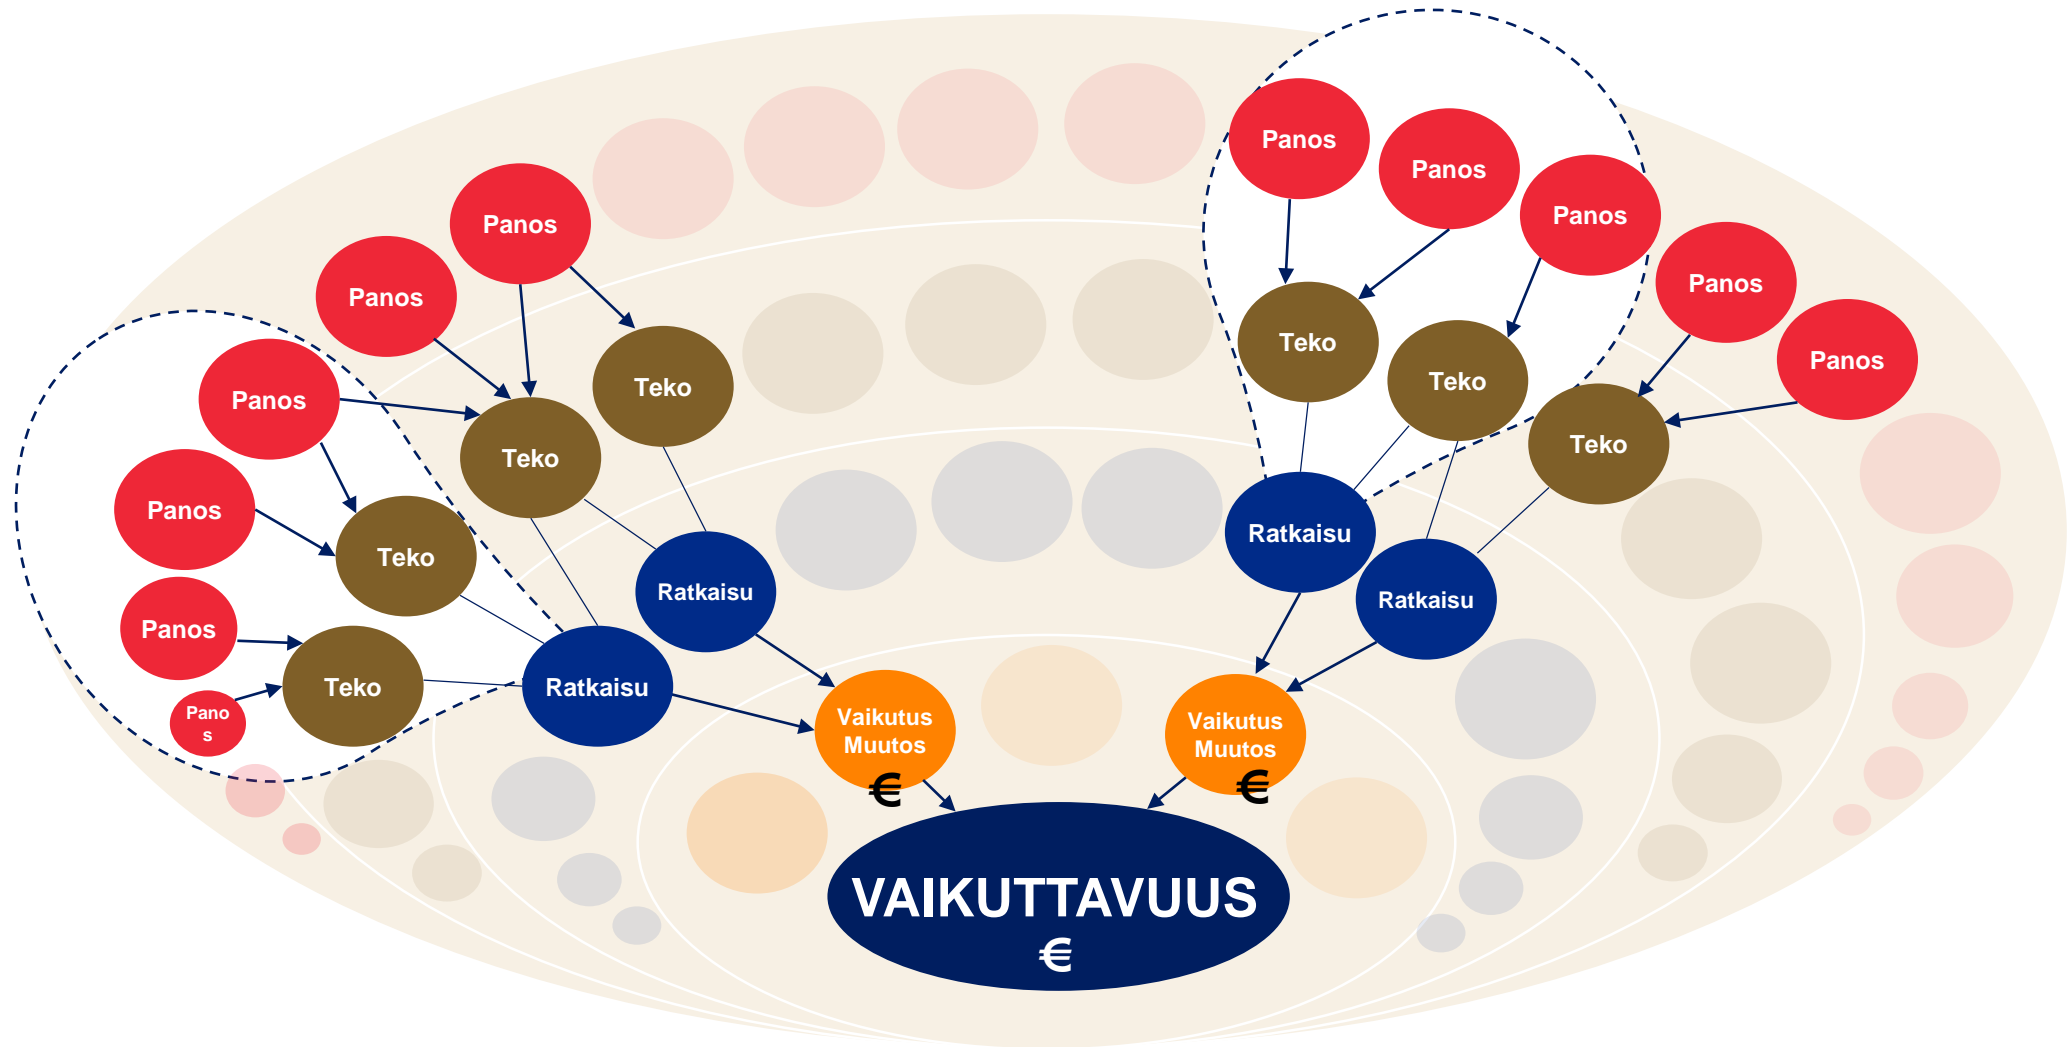 Panos
Panos
Panos
Panos
Panos
Panos
Panos
Panos
Teko
Teko
Panos
Teko
Teko
Panos
Teko
Teko
Panos
Ratkaisu
Teko
Ratkaisu
Ratkaisu
Panos
Teko
Ratkaisu
Pano
s
Vaikutus
Muutos
€
Vaikutus
Muutos
€
VAIKUTTAVUUS
€